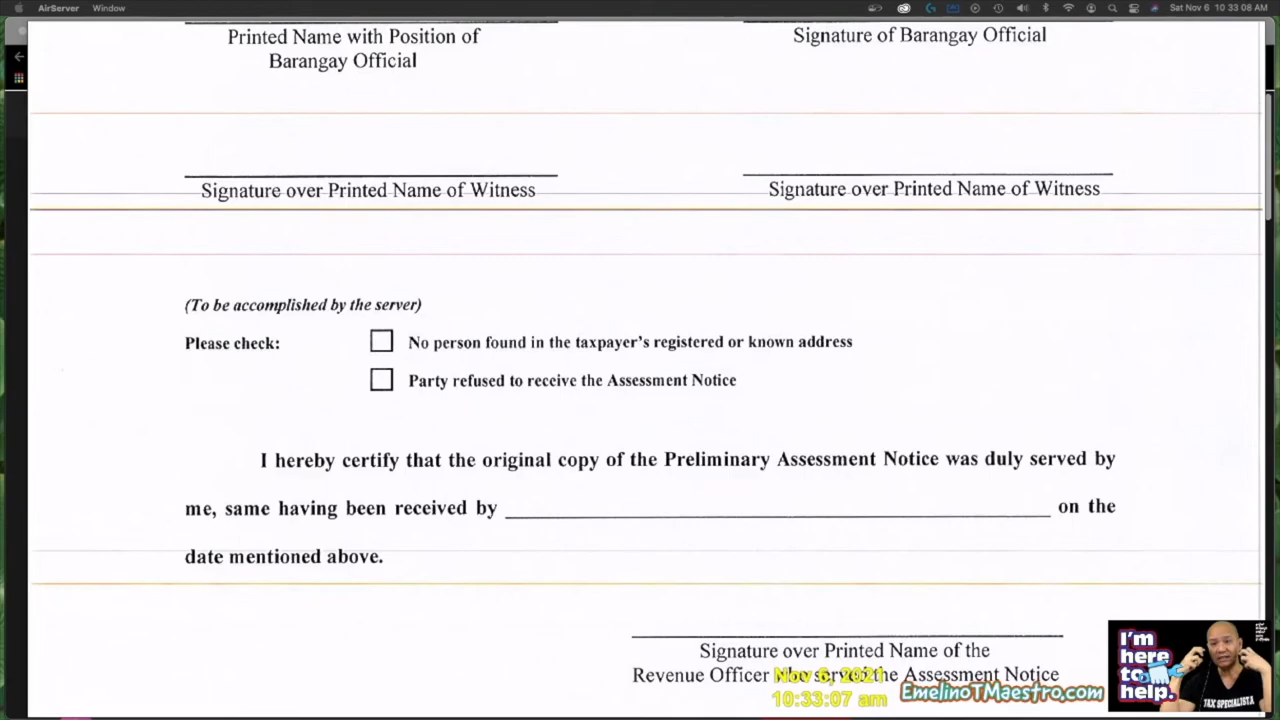 AirServer Window Sat Nov 6 10 33 08 AM
Printed Name with Position of
Barangay Official
Signature of Barangay Official
Signature over Printed Name of Witness
Signature over Printed Name of Witness
(To be accomplished by the server)
Please check:
No person found in the taxpayer's registered or known address
Party refused to receive the Assessment Notice
I hereby certify that the original copy of the Preliminary Assessment Notice was duly served by
me, same having been received by on the
date mentioned above.
Signature over Printed Name of the
Revenue Officer who served the Assessment Notice
Nov 6, 2021
10:33:07 am
EmelinoTMaestro.com
I'm
here
to
help.
TAX SPECIALISTA